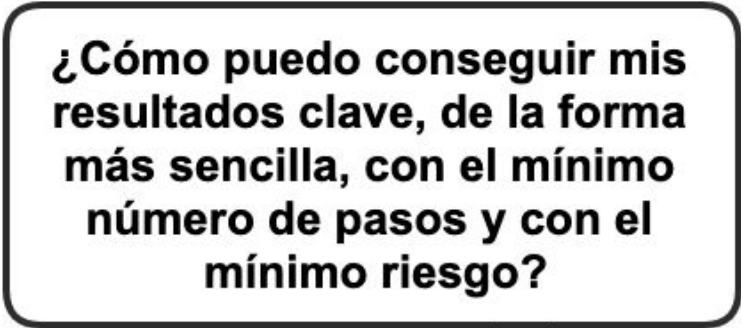 ¿Cómo puedo conseguir mis
resultados clave, de la forma
más sencilla, con el mínimo
número de pasos y con el
mínimo riesgo?